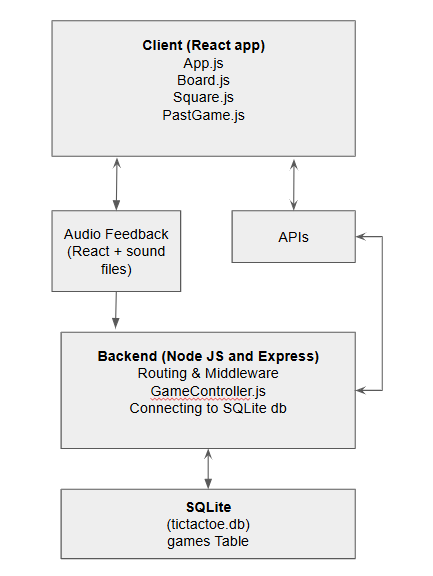 Client (React app)
App.js
Board.js
Square.js
PastGame.js
Audio Feedback
(React + sound
files)
APIs
Backend (Node JS and Express)
Routing & Middleware
GameController.js
Connecting to SQLite db
SQLite
(tictactoe.db)
games Table